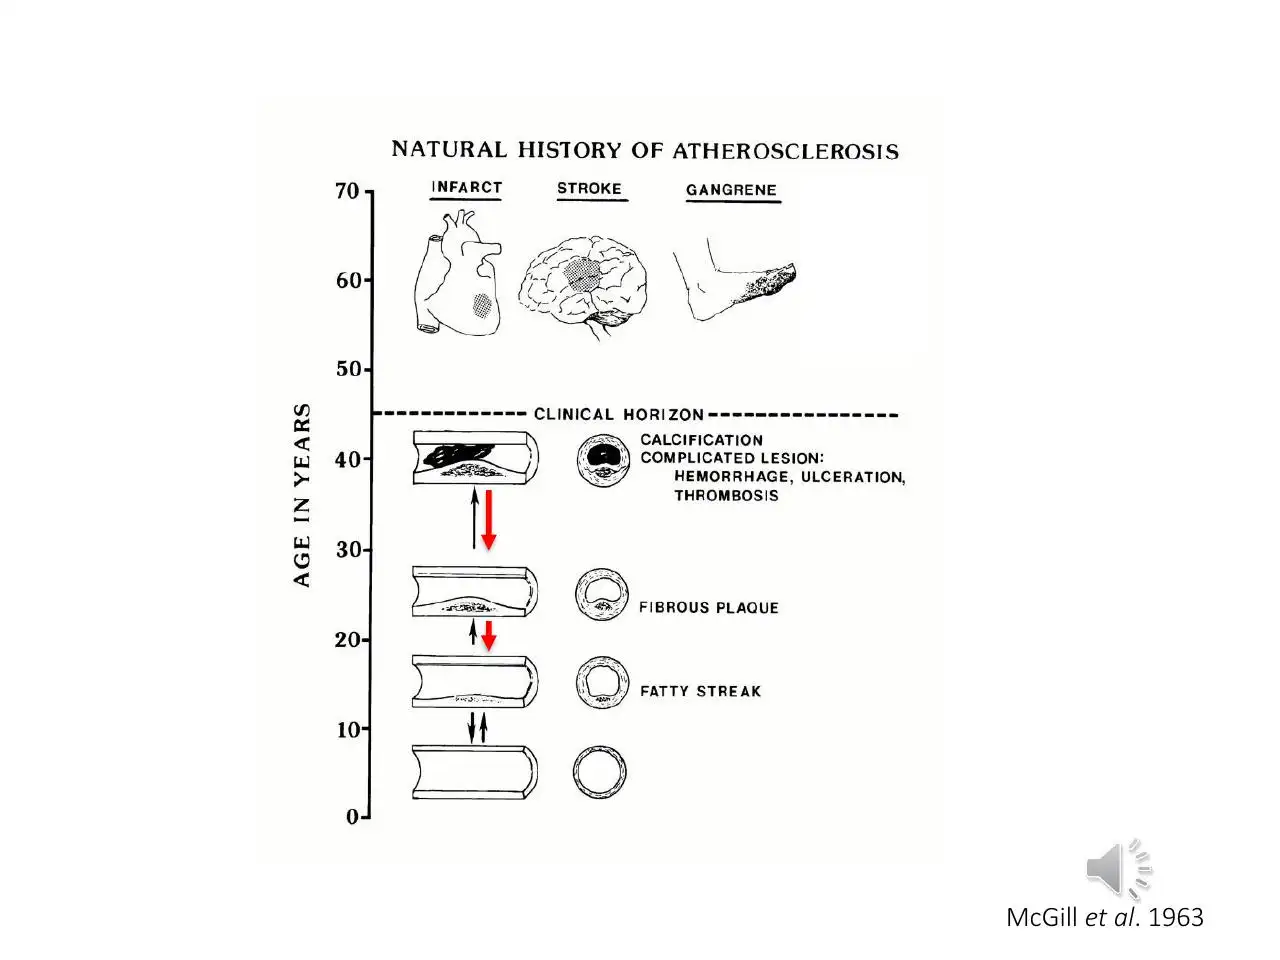 NATURAL HISTORY OF ATHEROSCLEROSIS
INFARCT STROKE GANGRENE
70
60
50
CLINICAL HORIZON
AGE IN YEARS
40
CALCIFICATION
COMPLICATED LESION:
HEMORRHAGE, ULCERATION,
THROMBOSIS
30
FIBROUS PLAQUE
20
FATTY STREAK
10
0
McGill et al. 1963